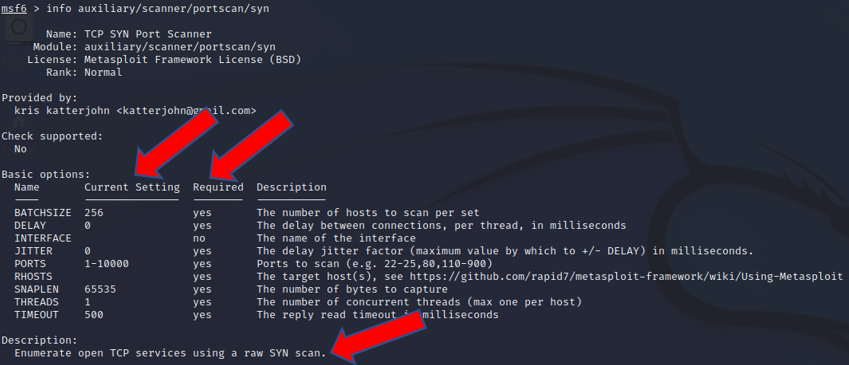 msf6 > info auxiliary/scanner/portscan/syn
Name: TCP SYN Port Scanner
Module: auxiliary/scanner/portscan/syn
License: Metasploit Framework License (BSD)
Rank: Normal
Provided by:
kris katterjohn <katterjohn@gmail.com>
Check supported:
No
Basic options:
Name Current Setting Required Description
BATCHSIZE 256 yes The number of hosts to scan per set
DELAY 0 yes The delay between connections, per thread, in milliseconds
INTERFACE no The name of the interface
JITTER 0 yes The delay jitter factor (maximum value by which to +/- DELAY) in milliseconds.
PORTS 1-10000 yes Ports to scan (e.g. 22-25,80,110-900)
RHOSTS yes The target host(s), see https://github.com/rapid7/metasploit-framework/wiki/Using-Metasploit
SNAPLEN 65535 yes The number of bytes to capture
THREADS 1 yes The number of concurrent threads (max one per host)
TIMEOUT 500 yes The reply read timeout in milliseconds
Description:
Enumerate open TCP services using a raw SYN scan.